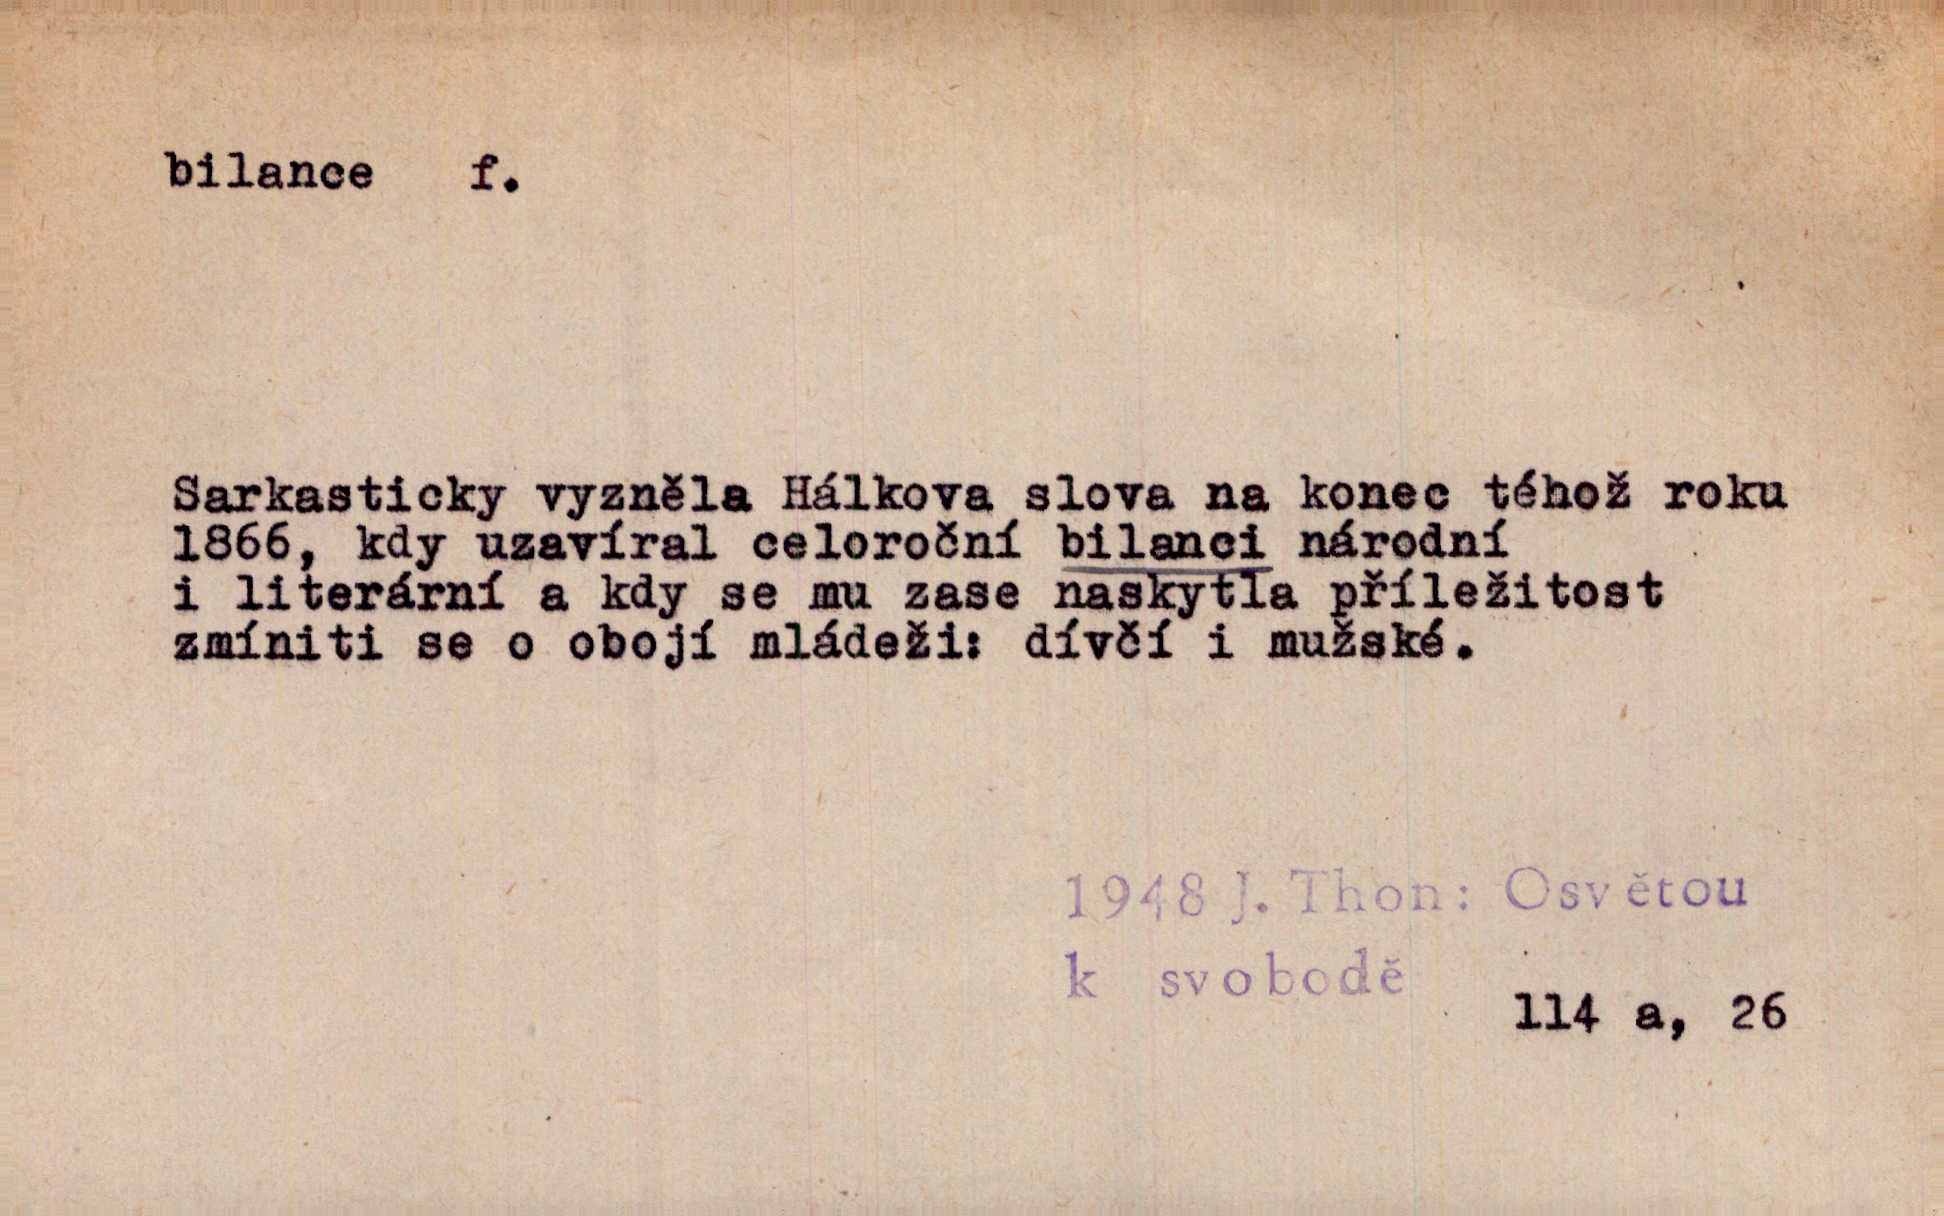 bilance f.
Sarkasticky vyzněla Hálkova slova na konec téhož roku
1866, kdy uzavíral celoroční bilanci národní
i literární a kdy se mu zase naskytla příležitost
zmíniti se o obojí mládeži: dívčí i mužské.
1948 J. Thon: Osvětou
k svobodě
114 a, 26